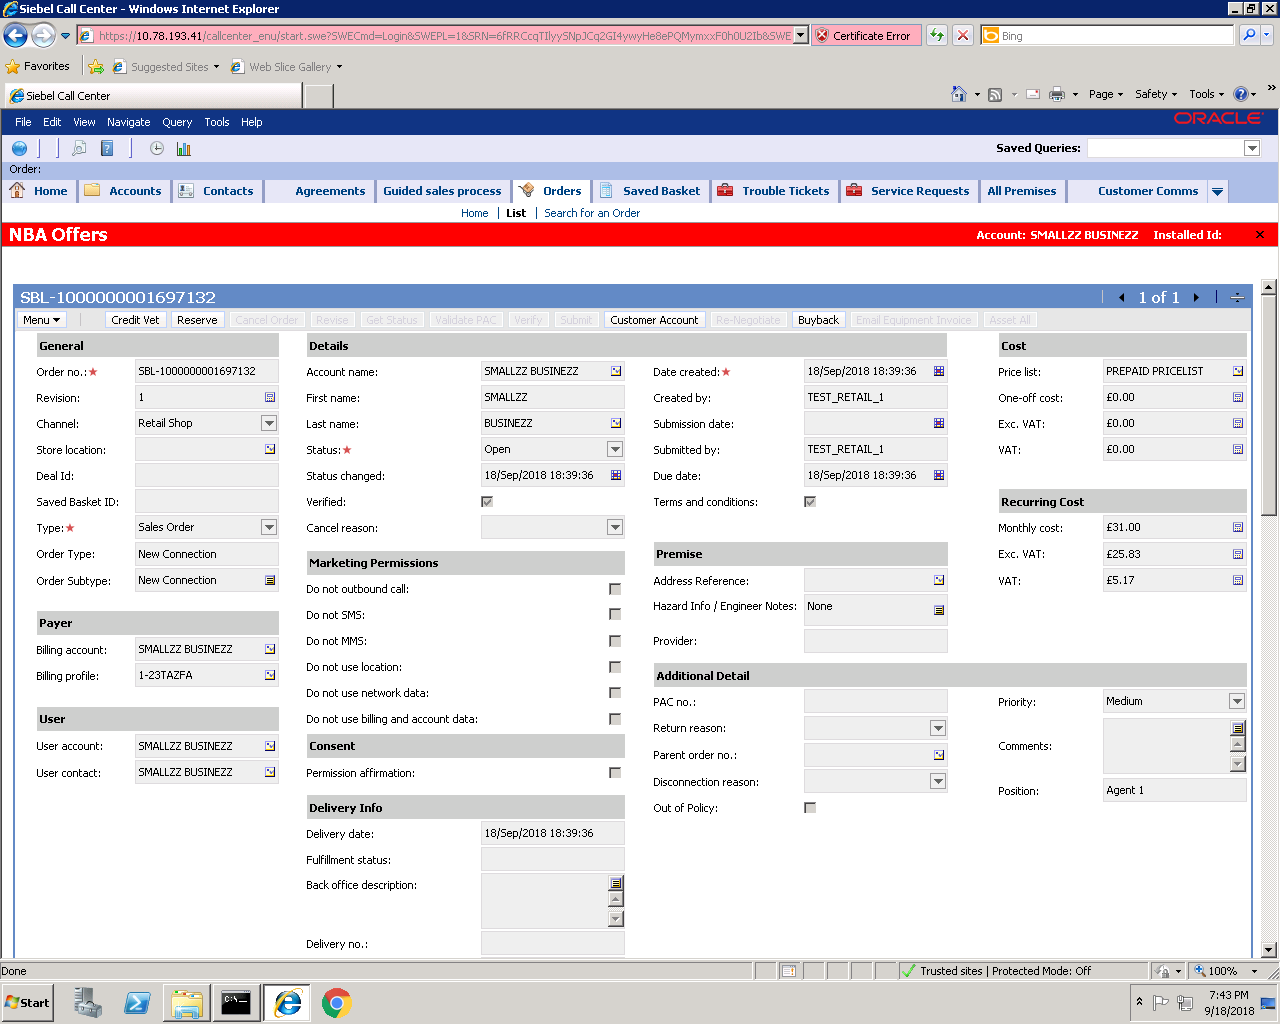 Siebel Call Center - Windows Internet Explorer
Certificate Error
Bing
Favorites
Suggested Sites
Web Slice Gallery
Siebel Call Center
Page
Safety
Tools
File Edit View Navigate Query Tools Help
ORACLE
Saved Queries:
Order:
Home Accounts Contacts Agreements Guided sales process Orders Saved Basket Trouble Tickets Service Requests All Premises Customer Comms
Home | List | Search for an Order
NBA Offers
Account: SMALLZZ BUSINEZZ Installed Id:
SBL-1000000001697132
1 of 1
Menu Credit Vet Reserve Cancel Order Revise Get Status Validate PAC Verify Submit Customer Account Re-Negotiate Buyback Email Equipment Invoice Asset All
General
Order no.:★ SBL-1000000001697132
Revision: 1
Channel: Retail Shop
Store location:
Deal Id:
Saved Basket ID:
Type:★ Sales Order
Order Type: New Connection
Order Subtype: New Connection
Payer
Billing account: SMALLZZ BUSINEZZ
Billing profile: 1-23TAZFA
User
User account: SMALLZZ BUSINEZZ
User contact: SMALLZZ BUSINEZZ
Details
Account name: SMALLZZ BUSINEZZ
First name: SMALLZZ
Last name: BUSINEZZ
Status:★ Open
Status changed: 18/Sep/2018 18:39:36
Verified:
Cancel reason:
Marketing Permissions
Do not outbound call:
Do not SMS:
Do not MMS:
Do not use location:
Do not use network data:
Do not use billing and account data:
Consent
Permission affirmation:
Delivery Info
Delivery date: 18/Sep/2018 18:39:36
Fulfillment status:
Back office description:
Delivery no.:
Date created:★ 18/Sep/2018 18:39:36
Created by: TEST_RETAIL_1
Submission date:
Submitted by: TEST_RETAIL_1
Due date: 18/Sep/2018 18:39:36
Terms and conditions:
Premise
Address Reference:
Hazard Info / Engineer Notes: None
Provider:
Additional Detail
PAC no.:
Return reason:
Parent order no.:
Disconnection reason:
Out of Policy:
Priority: Medium
Comments:
Position: Agent 1
Cost
Price list: PREPAID PRICELIST
One-off cost: £0.00
Exc. VAT: £0.00
VAT: £0.00
Recurring Cost
Monthly cost: £31.00
Exc. VAT: £25.83
VAT: £5.17
Done
Trusted sites | Protected Mode: Off
100%
Start
7:43 PM
9/18/2018